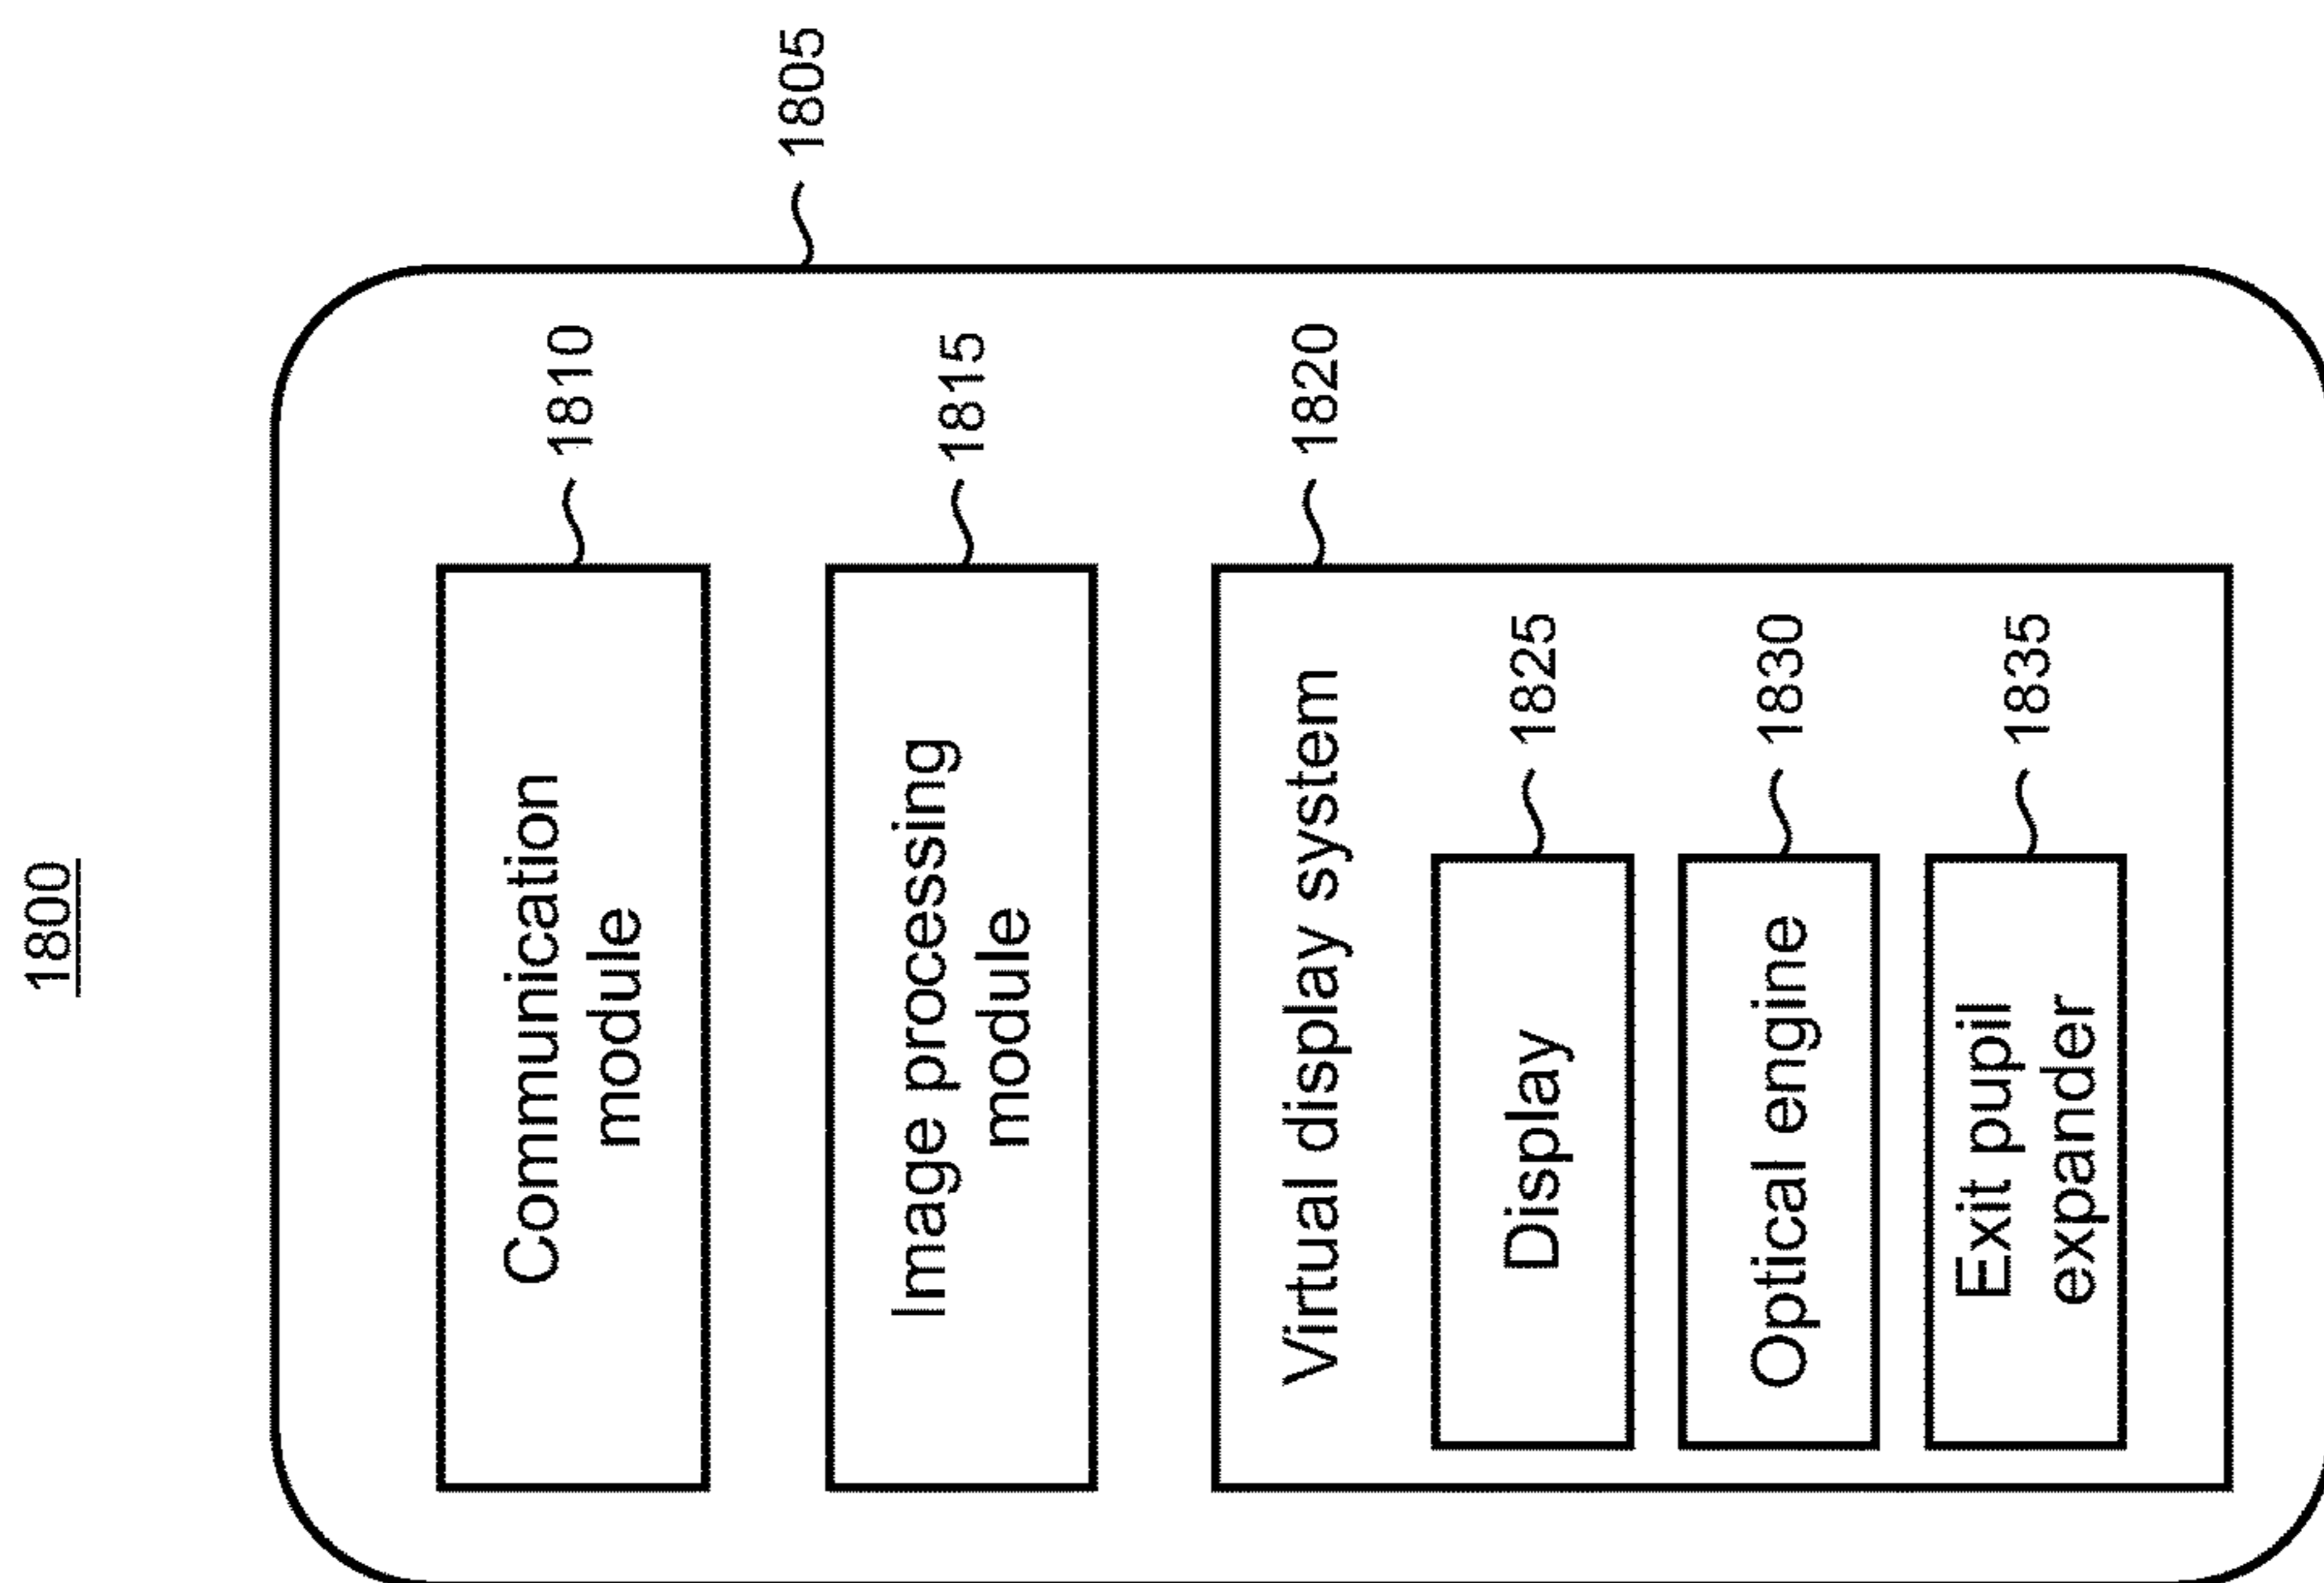 1800
1805
Communication
module
1810
Image processing
module
1815
Virtual display system
1820
Display
1825
Optical engine
1830
Exit pupil
expander
1835